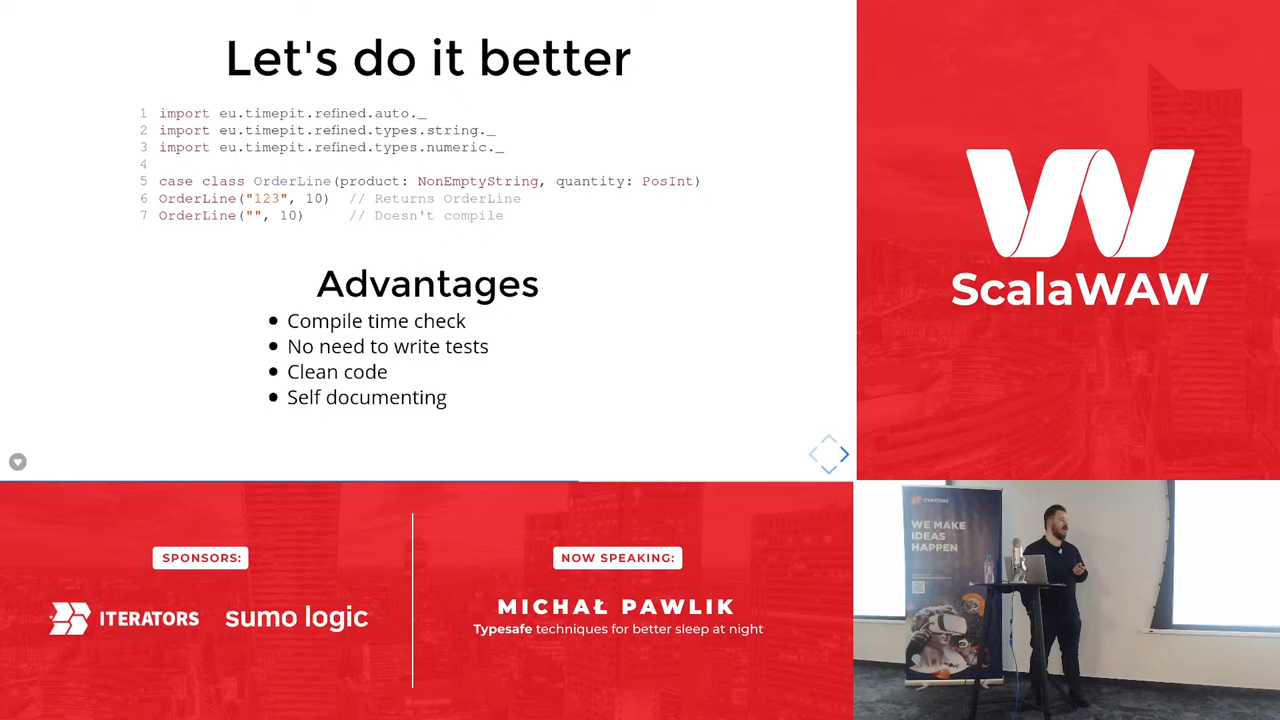 Let's do it better
1 import eu.timepit.refined.auto._
2 import eu.timepit.refined.types.string._
3 import eu.timepit.refined.types.numeric._
4
5 case class OrderLine(product: NonEmptyString, quantity: PosInt)
6 OrderLine("123", 10)  // Returns OrderLine
7 OrderLine("", 10)     // Doesn't compile
Advantages
Compile time check
No need to write tests
Clean code
Self documenting
ScalaWAW
SPONSORS:
ITERATORS
sumo logic
NOW SPEAKING:
MICHAŁ PAWLIK
Typesafe techniques for better sleep at night
ITERATORS
WE MAKE
IDEAS
HAPPEN